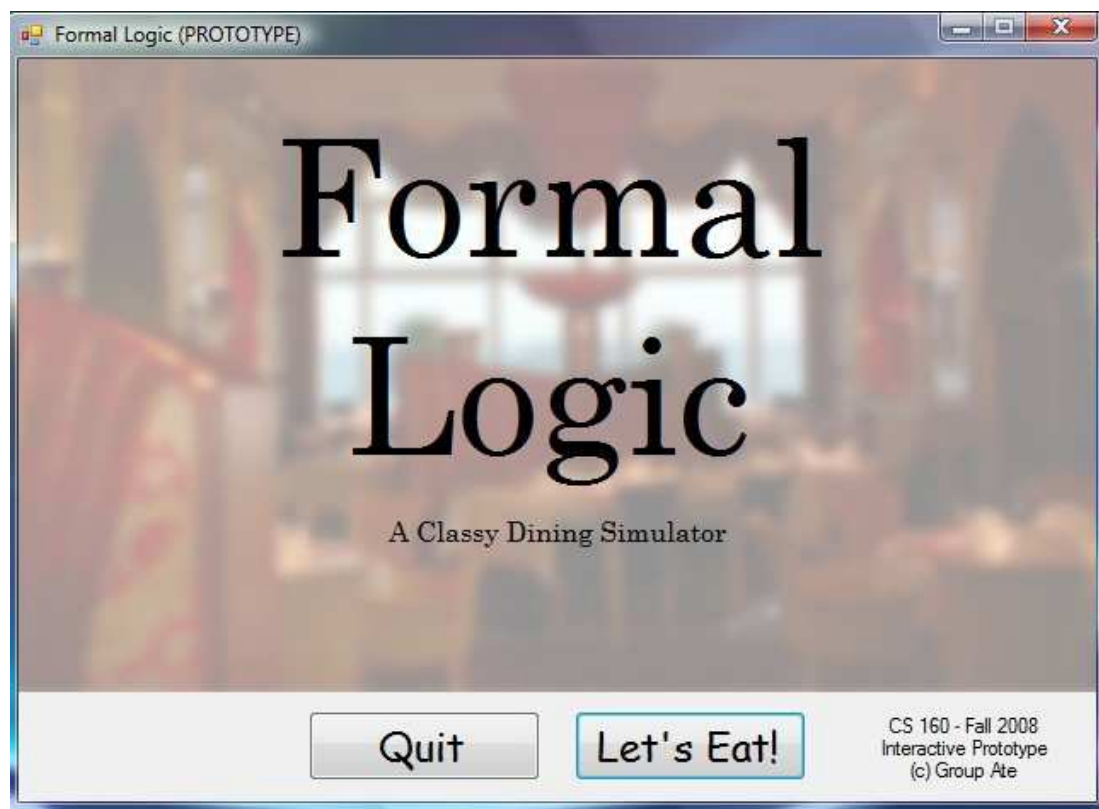 Formal Logic (PROTOTYPE)
Formal
Logic
A Classy Dining Simulator
Quit
Let's Eat!
CS 160 - Fall 2008
Interactive Prototype
(c) Group Ate